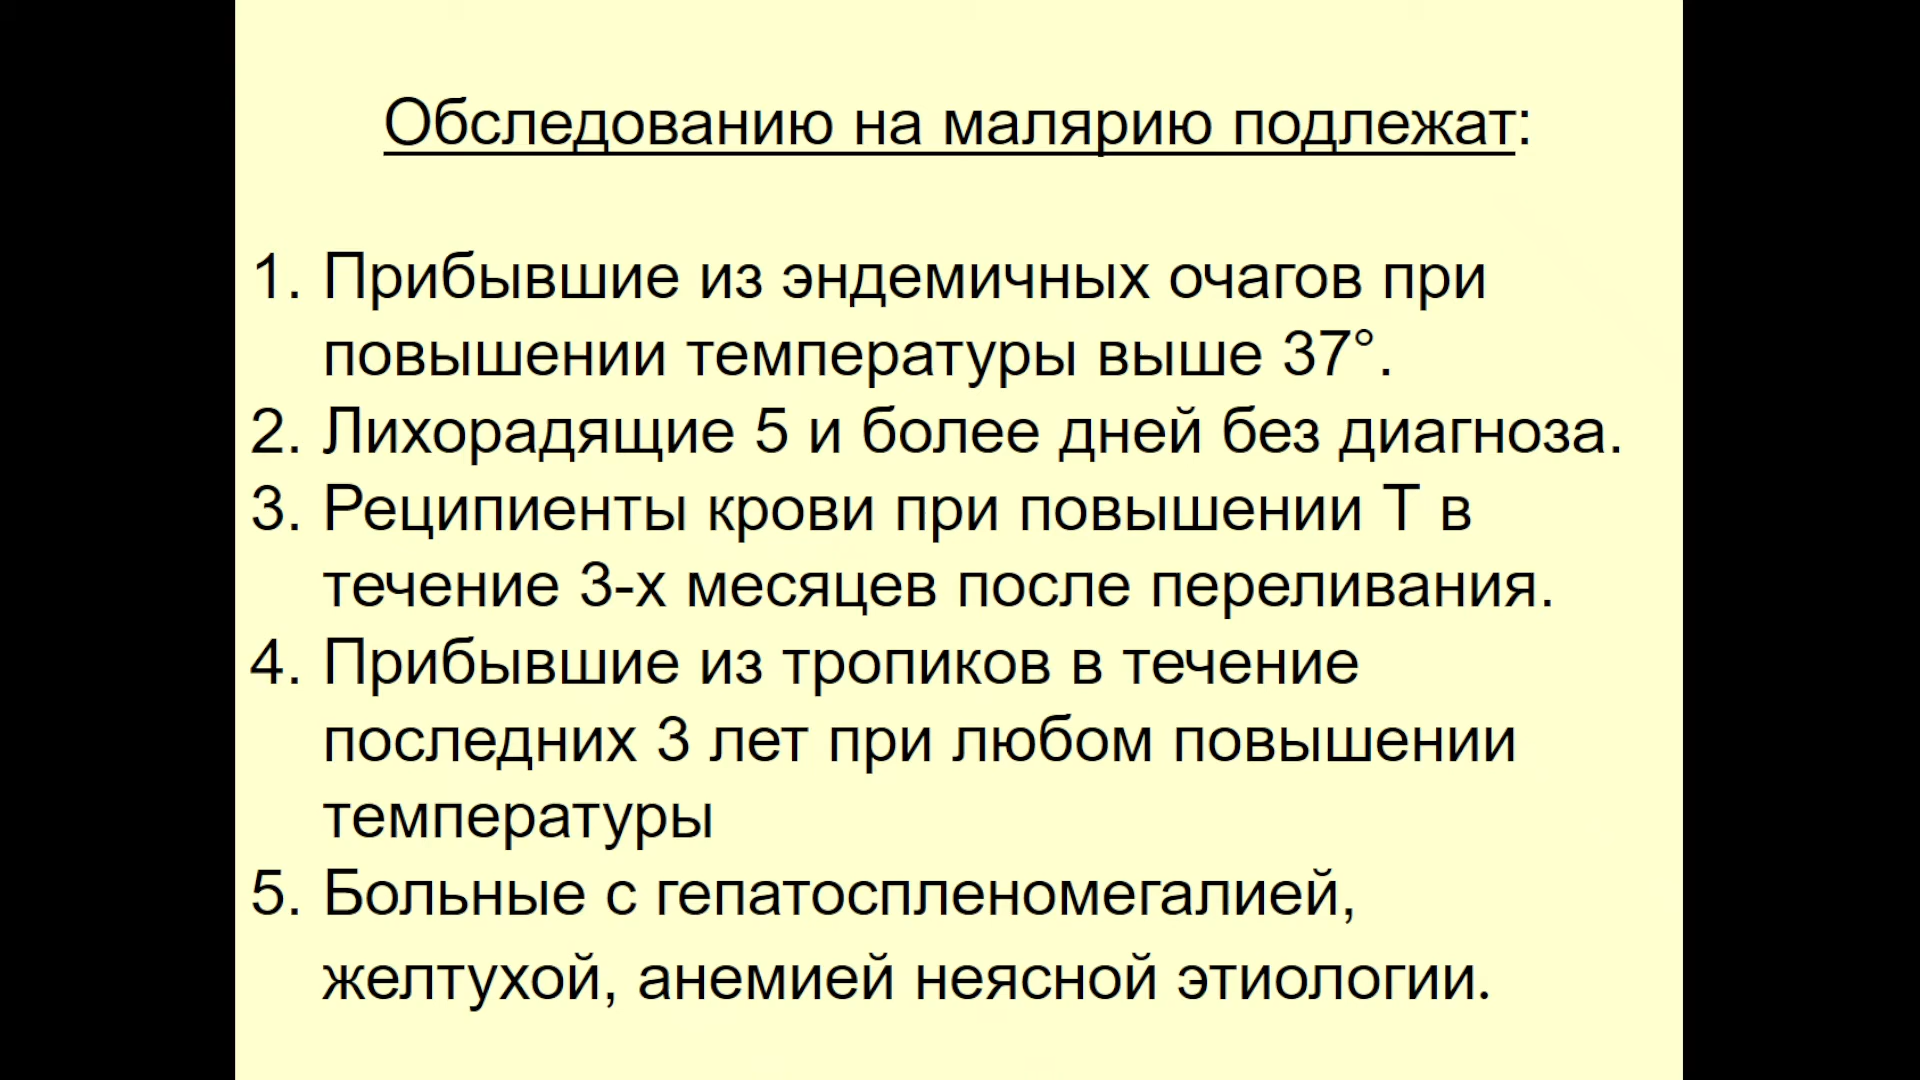 Обследованию на малярию подлежат:
1. Прибывшие из эндемичных очагов при
повышении температуры выше 37°.
2. Лихорадящие 5 и более дней без диагноза.
3. Реципиенты крови при повышении Т в
течение 3-х месяцев после переливания.
4. Прибывшие из тропиков в течение
последних 3 лет при любом повышении
температуры
5. Больные с гепатоспленомегалией,
желтухой, анемией неясной этиологии.